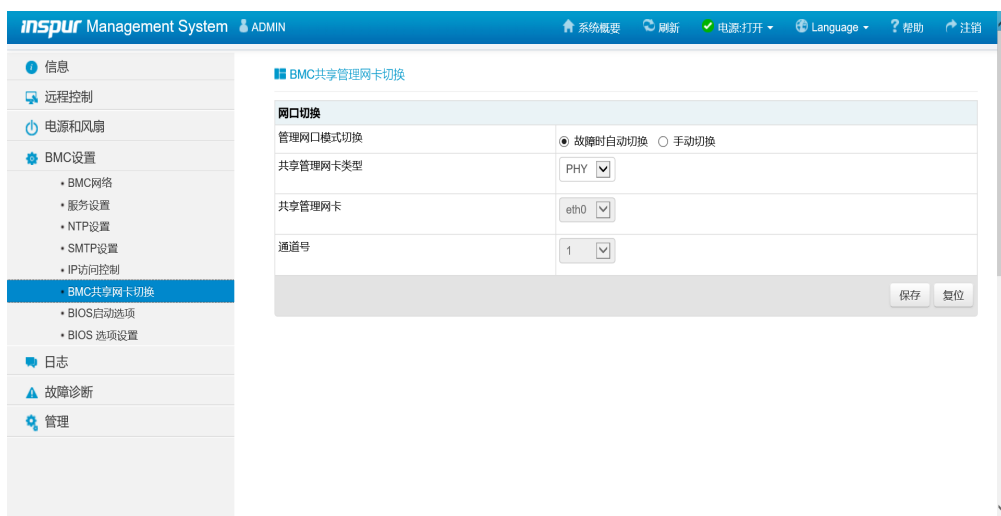 inspur Management System ADMIN 系统概要 刷新 电源:打开 Language 帮助 注销
信息
远程控制
电源和风扇
BMC设置
• BMC网络
• 服务设置
• NTP设置
• SMTP设置
• IP访问控制
• BMC共享网卡切换
• BIOS启动选项
• BIOS 选项设置
日志
故障诊断
管理
BMC共享管理网卡切换
网口切换
管理网口模式切换 故障时自动切换 手动切换
共享管理网卡类型 PHY
共享管理网卡 eth0
通道号 1
保存 复位